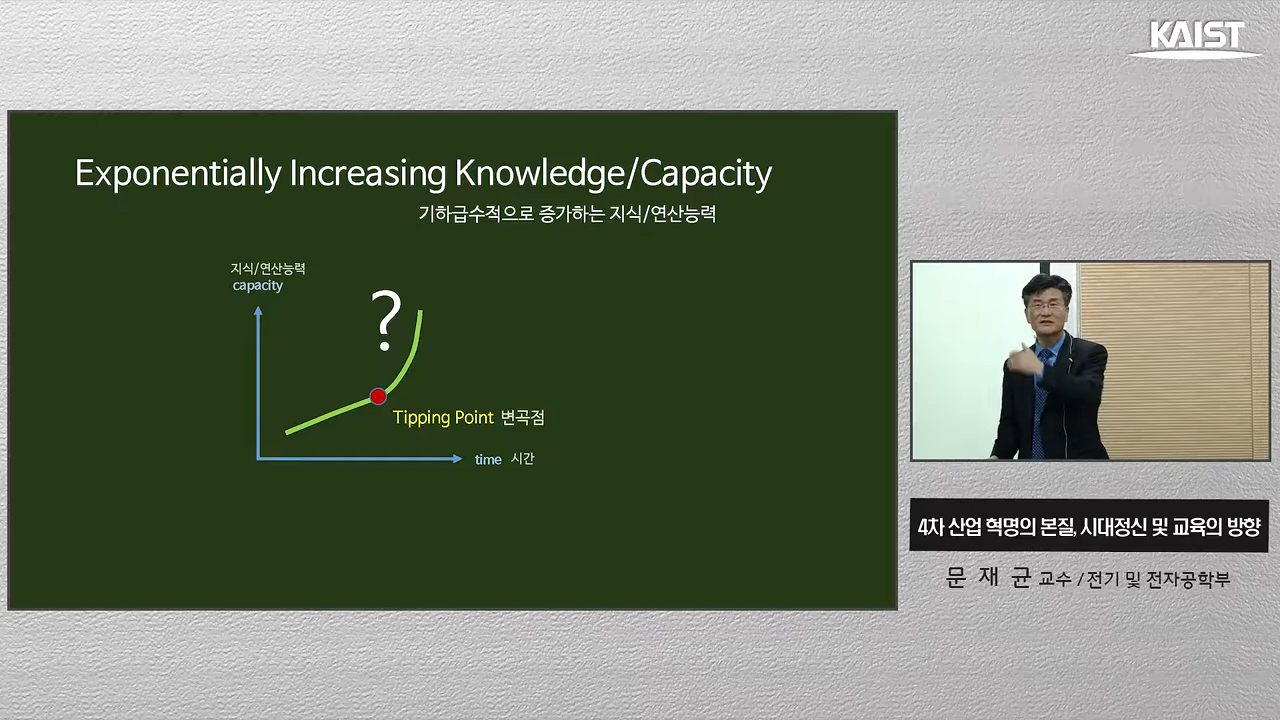 KAIST
Exponentially Increasing Knowledge/Capacity
기하급수적으로 증가하는 지식/연산능력
지식/연산능력
capacity
?
Tipping Point 변곡점
time 시간
4차 산업 혁명의 본질, 시대정신 및 교육의 방향
문 재 균 교수 / 전기 및 전자공학부